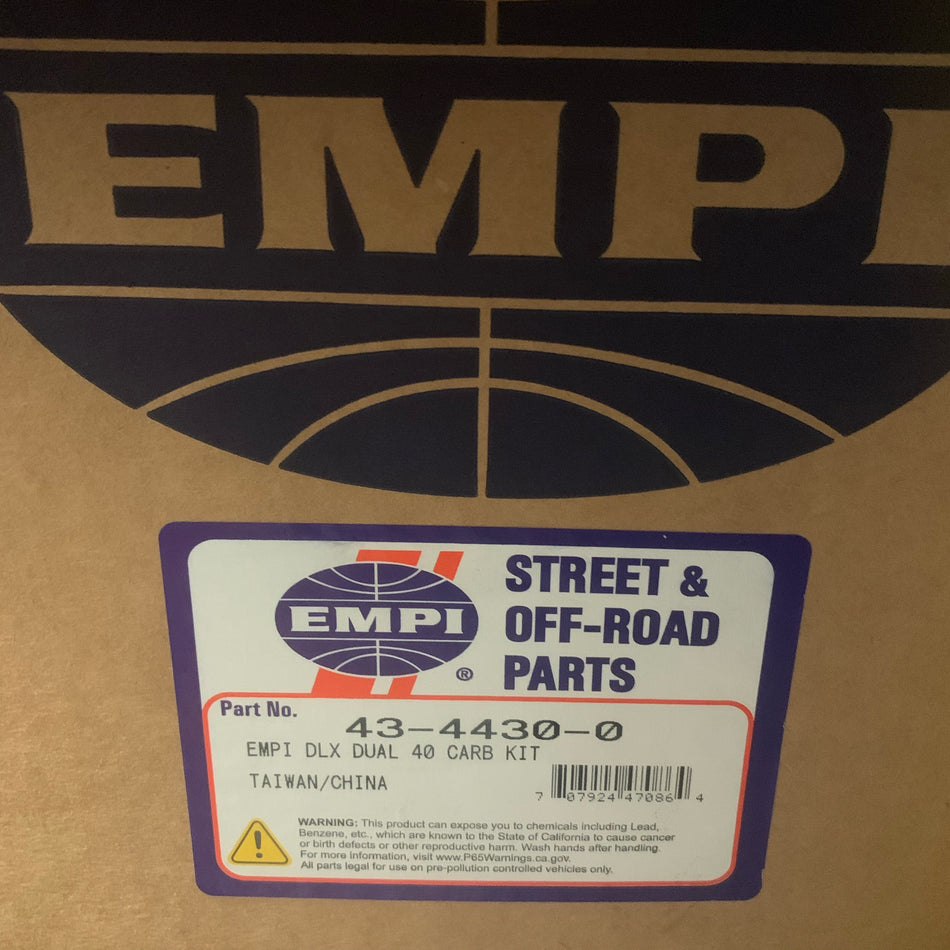 EMPI
EMPI
®
STREET &
OFF-ROAD
PARTS
Part No.
43-4430-0
EMPI DLX DUAL 40 CARB KIT
TAIWAN/CHINA
7 07924 47086 4
WARNING: This product can expose you to chemicals including Lead,
Benzene, etc., which are known to the State of California to cause cancer
or birth defects or other reproductive harm. Wash hands after handling.
For more information, visit www.P65Warnings.ca.gov.
All parts legal for use on pre-pollution controlled vehicles only.